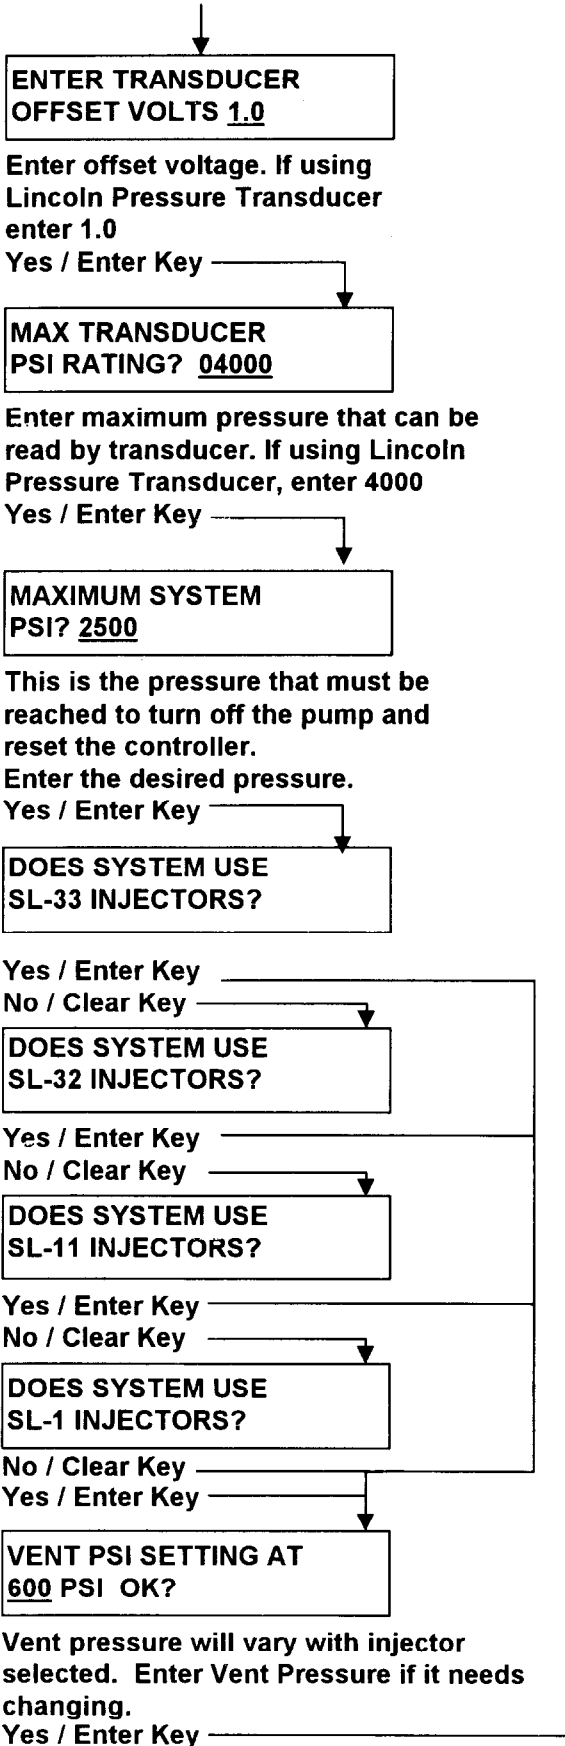 ENTER TRANSDUCER
OFFSET VOLTS 1.0
Enter offset voltage. If using
Lincoln Pressure Transducer
enter 1.0
Yes / Enter Key
MAX TRANSDUCER
PSI RATING? 04000
Enter maximum pressure that can be
read by transducer. If using Lincoln
Pressure Transducer, enter 4000
Yes / Enter Key
MAXIMUM SYSTEM
PSI? 2500
This is the pressure that must be
reached to turn off the pump and
reset the controller.
Enter the desired pressure.
Yes / Enter Key
DOES SYSTEM USE
SL-33 INJECTORS?
Yes / Enter Key
No / Clear Key
DOES SYSTEM USE
SL-32 INJECTORS?
Yes / Enter Key
No / Clear Key
DOES SYSTEM USE
SL-11 INJECTORS?
Yes / Enter Key
No / Clear Key
DOES SYSTEM USE
SL-1 INJECTORS?
No / Clear Key
Yes / Enter Key
VENT PSI SETTING AT
600 PSI OK?
Vent pressure will vary with injector
selected. Enter Vent Pressure if it needs
changing.
Yes / Enter Key